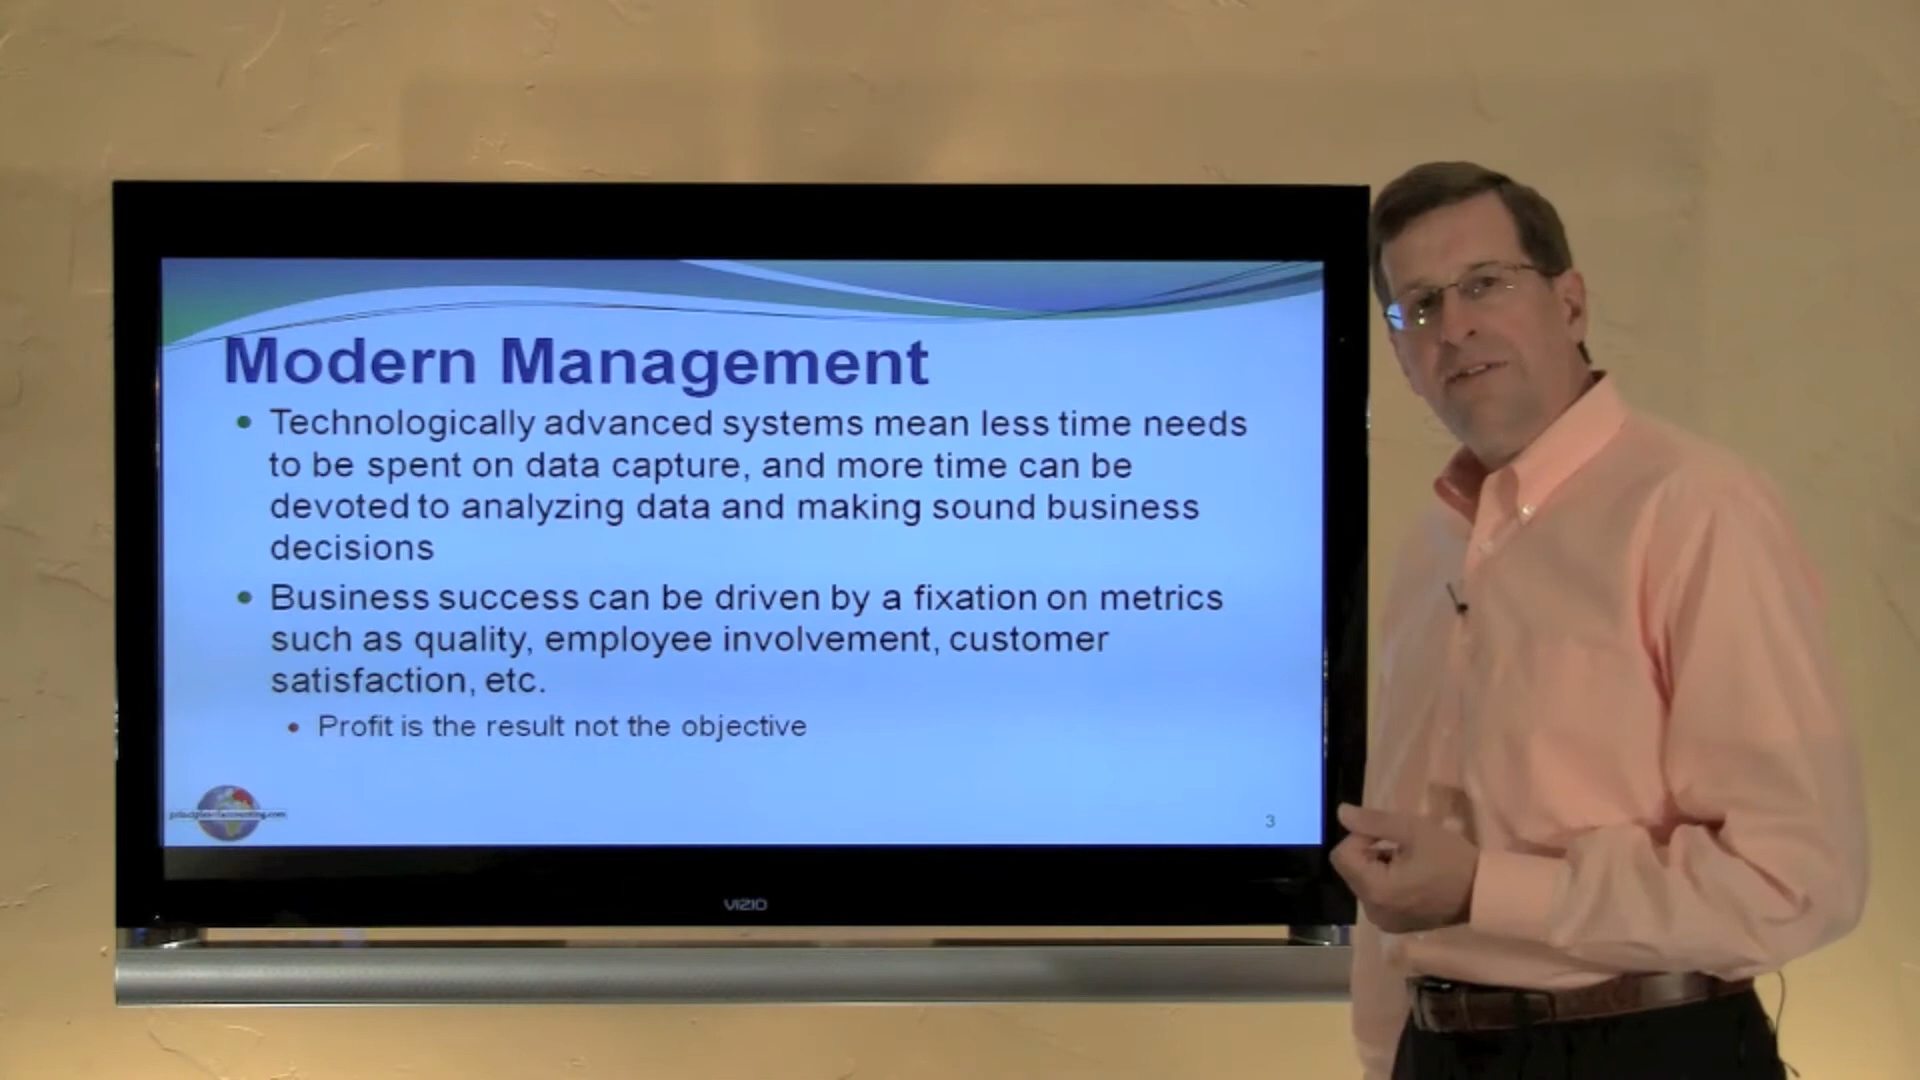 Modern Management
• Technologically advanced systems mean less time needs
to be spent on data capture, and more time can be
devoted to analyzing data and making sound business
decisions
• Business success can be driven by a fixation on metrics
such as quality, employee involvement, customer
satisfaction, etc.
• Profit is the result not the objective
principlesofaccounting.com
3
VIZIO